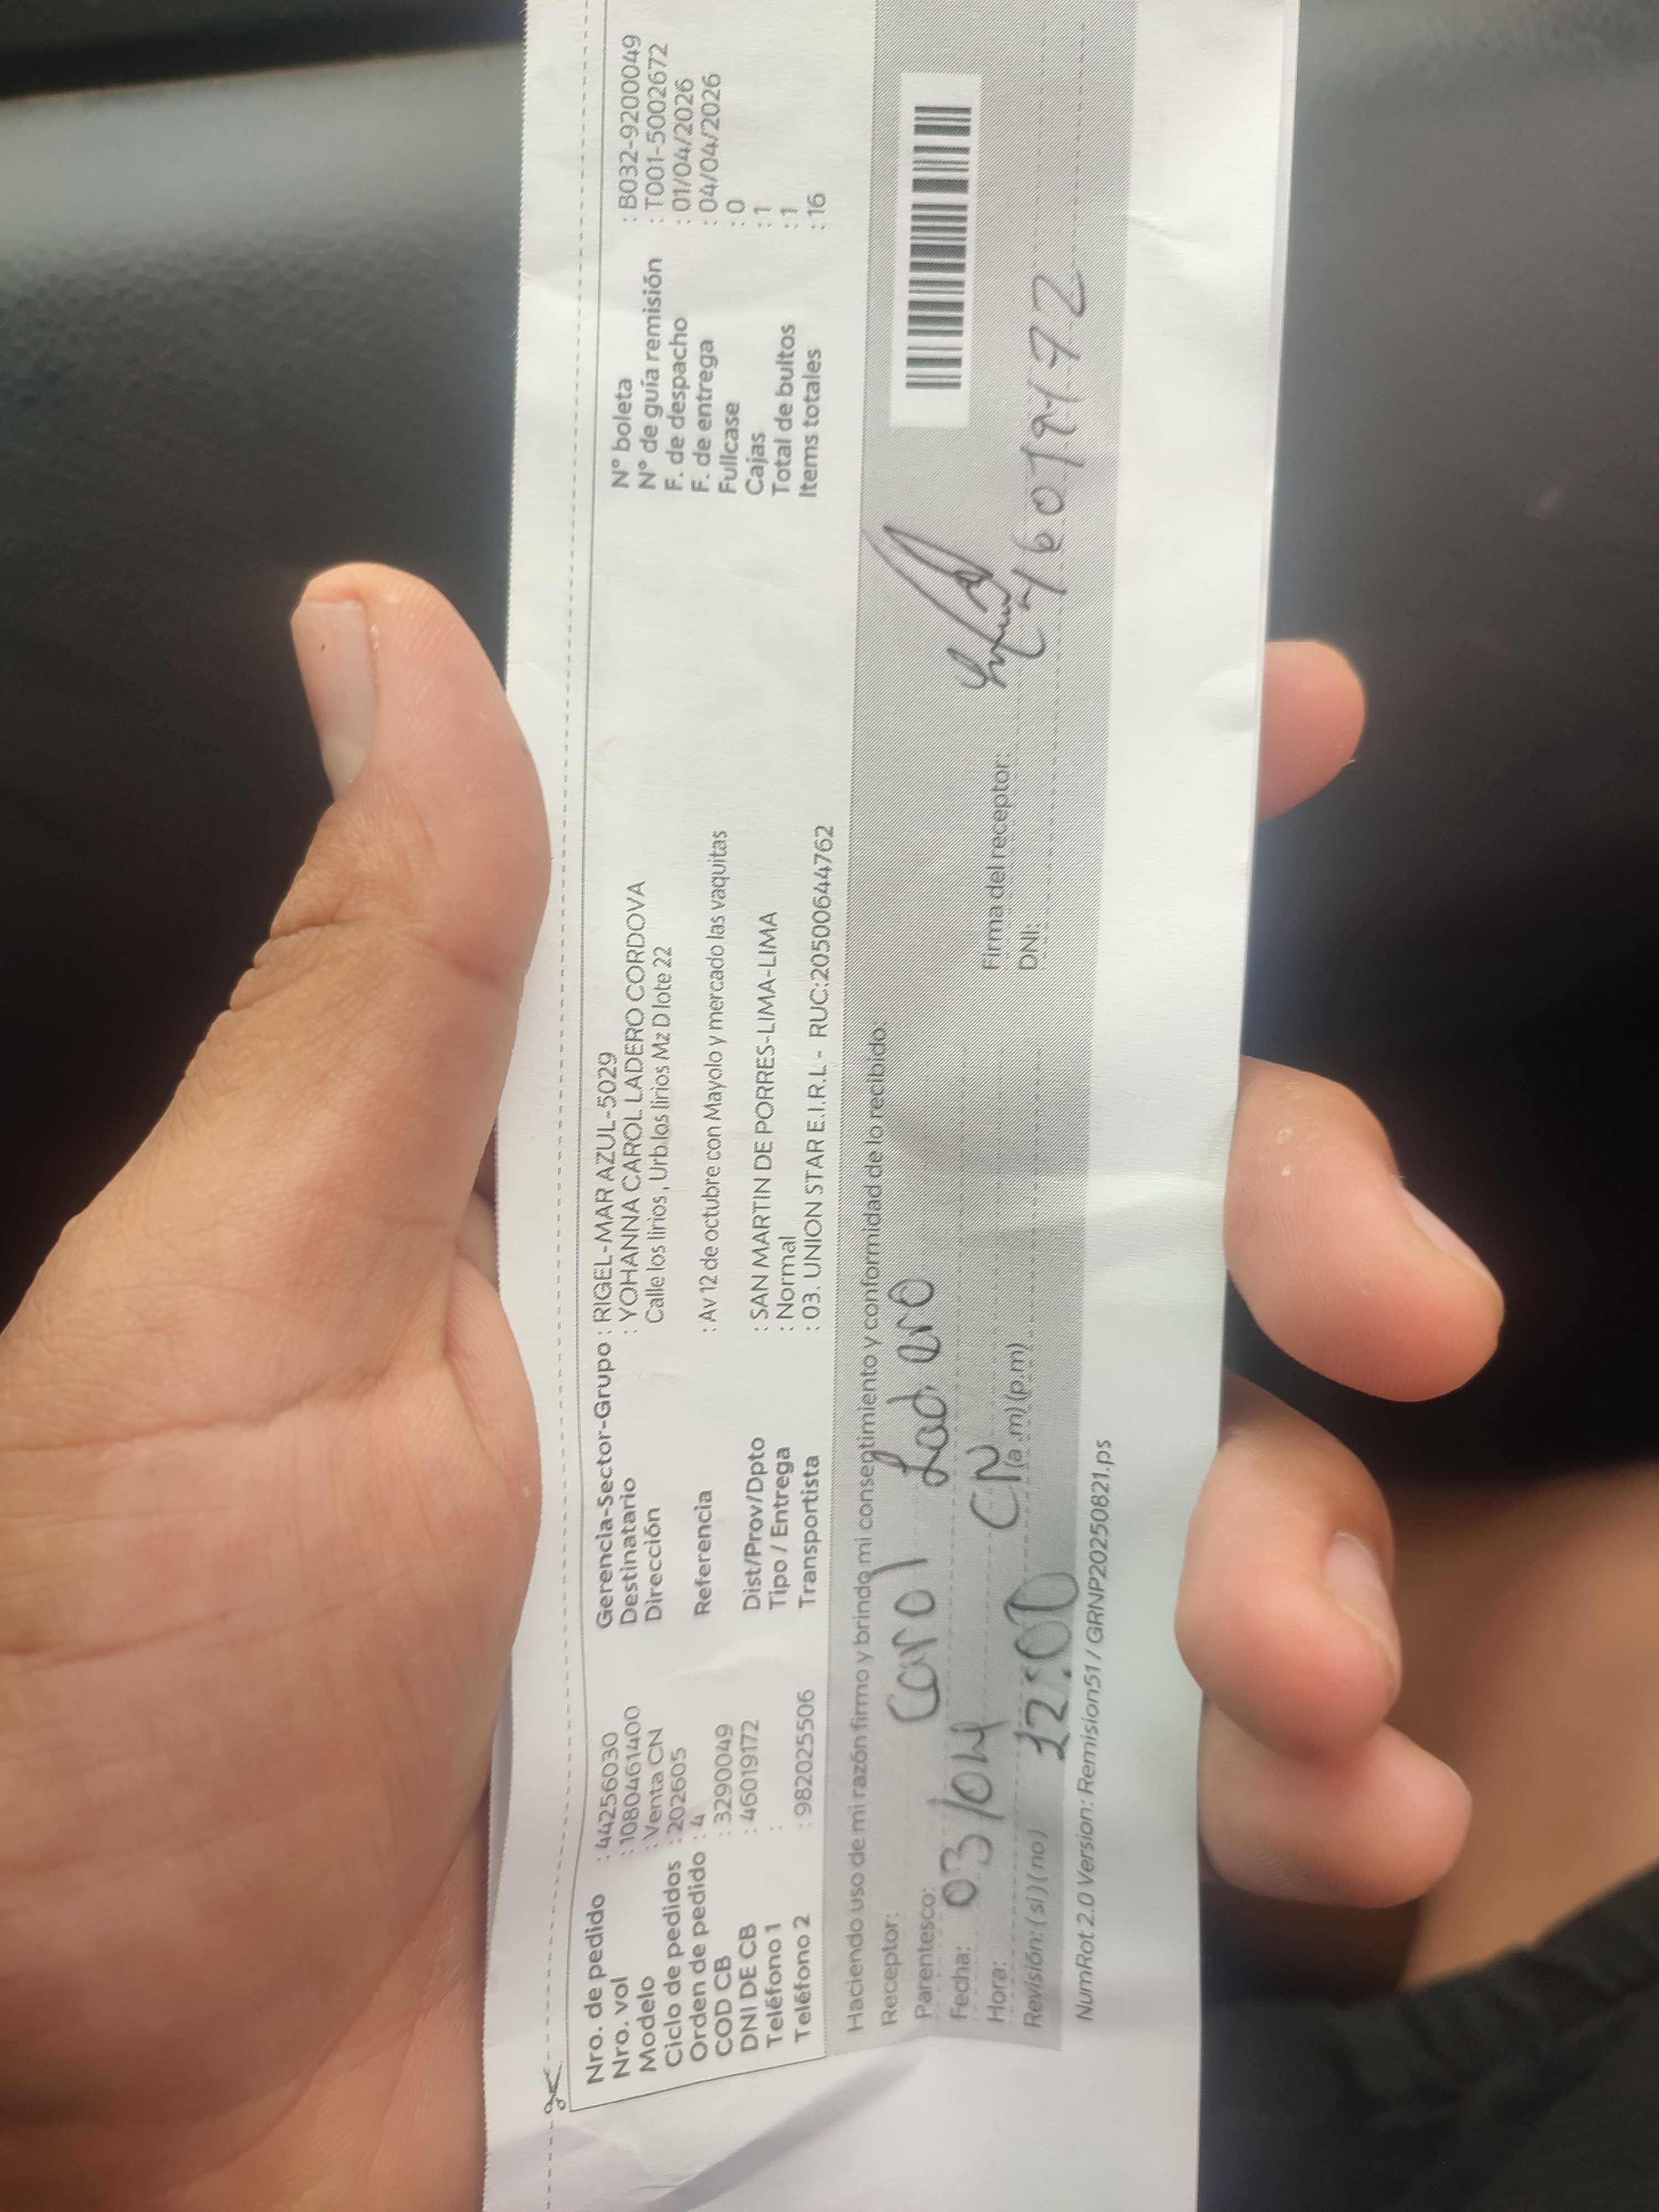 Nro. de pedido : 44256030
Nro. vol : 1080461400
Modelo : Venta CN
Ciclo de pedidos : 202605
Orden de pedido : 4
COD CB : 3290049
DNI DE CB : 46019172
Teléfono 1 :
Teléfono 2 : 982025506
Gerencia-Sector-Grupo : RIGEL-MAR AZUL-5029
Destinatario : YOHANNA CAROL LADERO CORDOVA
Dirección Calle los lirios , Urb los lirios Mz D lote 22
Referencia : Av 12 de octubre con Mayolo y mercado las vaquitas
Dist/Prov/Dpto : SAN MARTIN DE PORRES-LIMA-LIMA
Tipo / Entrega : Normal
Transportista : 03. UNION STAR E.I.R.L - RUC:20500644762
N° boleta : B032-9200049
N° de guía remisión : T001-5002672
F. de despacho : 01/04/2026
F. de entrega : 04/04/2026
Fullcase : 0
Cajas : 1
Total de bultos : 1
Items totales : 16
Haciendo uso de mi razón firmo y brindo mi consentimiento y conformidad de lo recibido:
Receptor: Carol Ladero
Parentesco: CN
Fecha: 03/04
Hora: 12:00 (a.m) (p.m)
Revisión: (si) (no)
Firma del receptor:
DNI: 46019172
NumRot 2.0 Version: Remision51 / GRNP20250821.ps